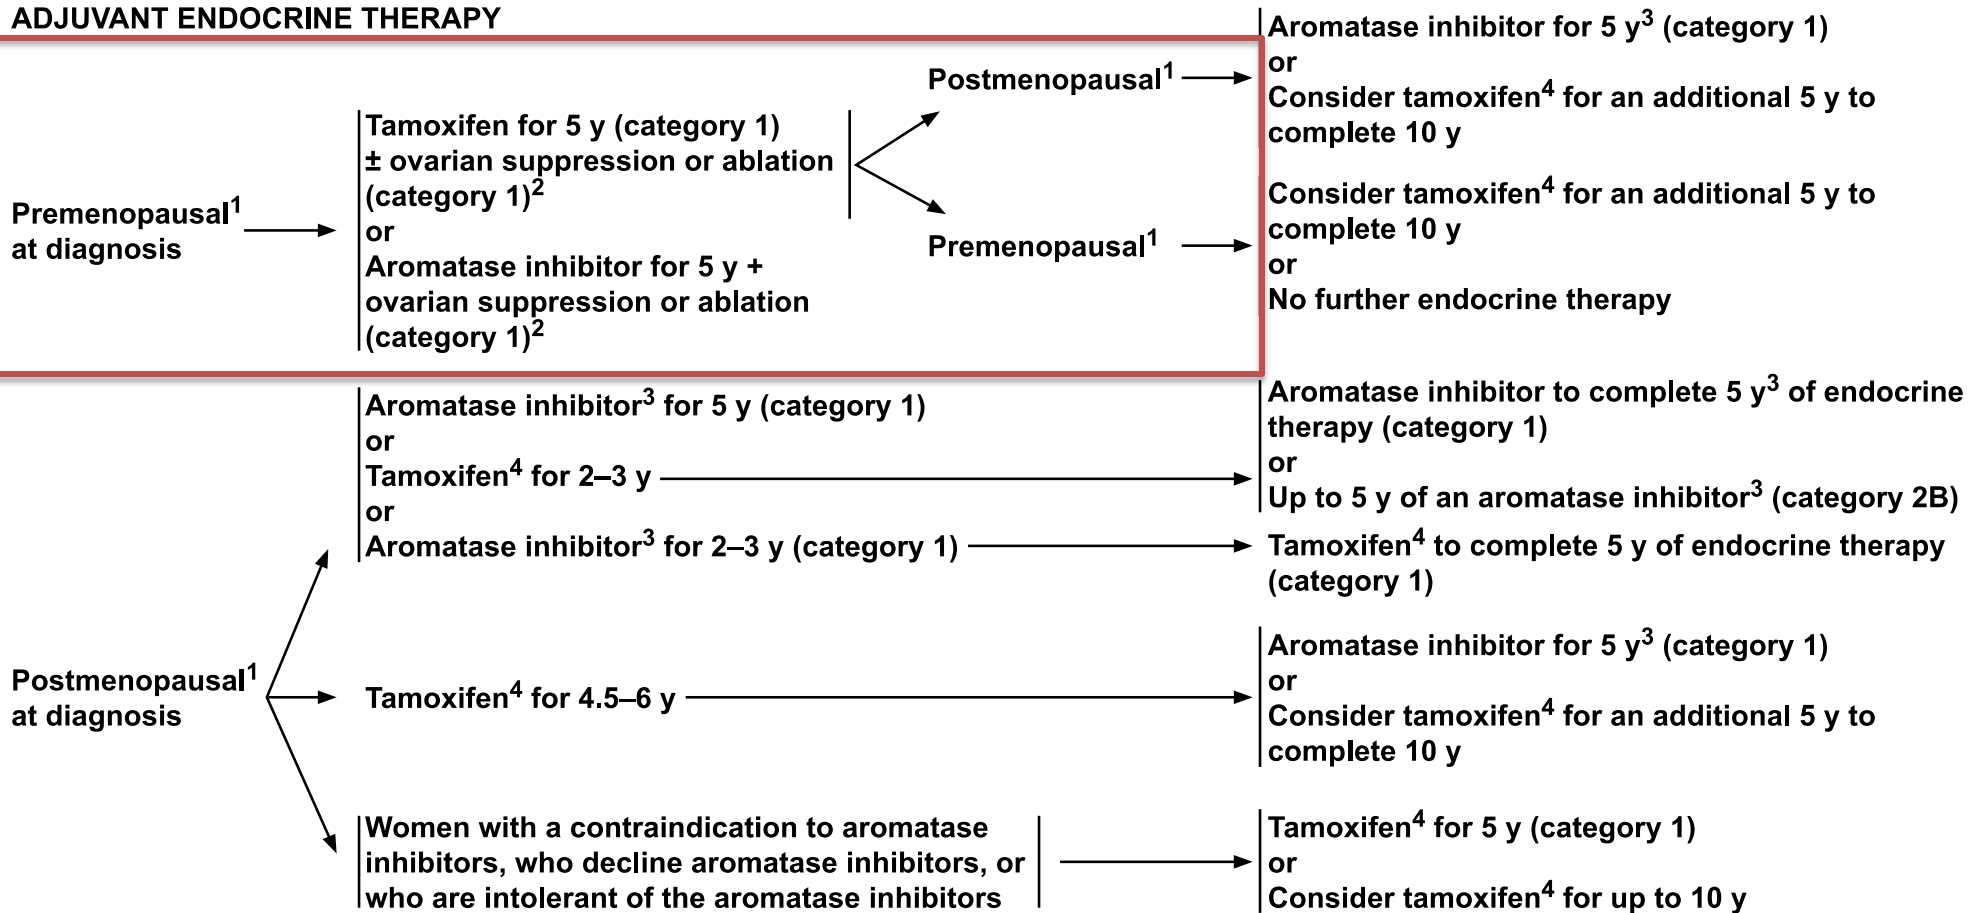 ADJUVANT ENDOCRINE THERAPY
Premenopausal1
at diagnosis
Tamoxifen for 5 y (category 1)
± ovarian suppression or ablation
(category 1)2
or
Aromatase inhibitor for 5 y +
ovarian suppression or ablation
(category 1)2
Postmenopausal1
Aromatase inhibitor for 5 y3 (category 1)
or
Consider tamoxifen4 for an additional 5 y to
complete 10 y
Premenopausal1
Consider tamoxifen4 for an additional 5 y to
complete 10 y
or
No further endocrine therapy
Postmenopausal1
at diagnosis
Aromatase inhibitor3 for 5 y (category 1)
or
Tamoxifen4 for 2–3 y
or
Aromatase inhibitor3 for 2–3 y (category 1)
Aromatase inhibitor to complete 5 y3 of endocrine
therapy (category 1)
or
Up to 5 y of an aromatase inhibitor3 (category 2B)
Tamoxifen4 to complete 5 y of endocrine therapy
(category 1)
Tamoxifen4 for 4.5–6 y
Aromatase inhibitor for 5 y3 (category 1)
or
Consider tamoxifen4 for an additional 5 y to
complete 10 y
Women with a contraindication to aromatase
inhibitors, who decline aromatase inhibitors, or
who are intolerant of the aromatase inhibitors
Tamoxifen4 for 5 y (category 1)
or
Consider tamoxifen4 for up to 10 y